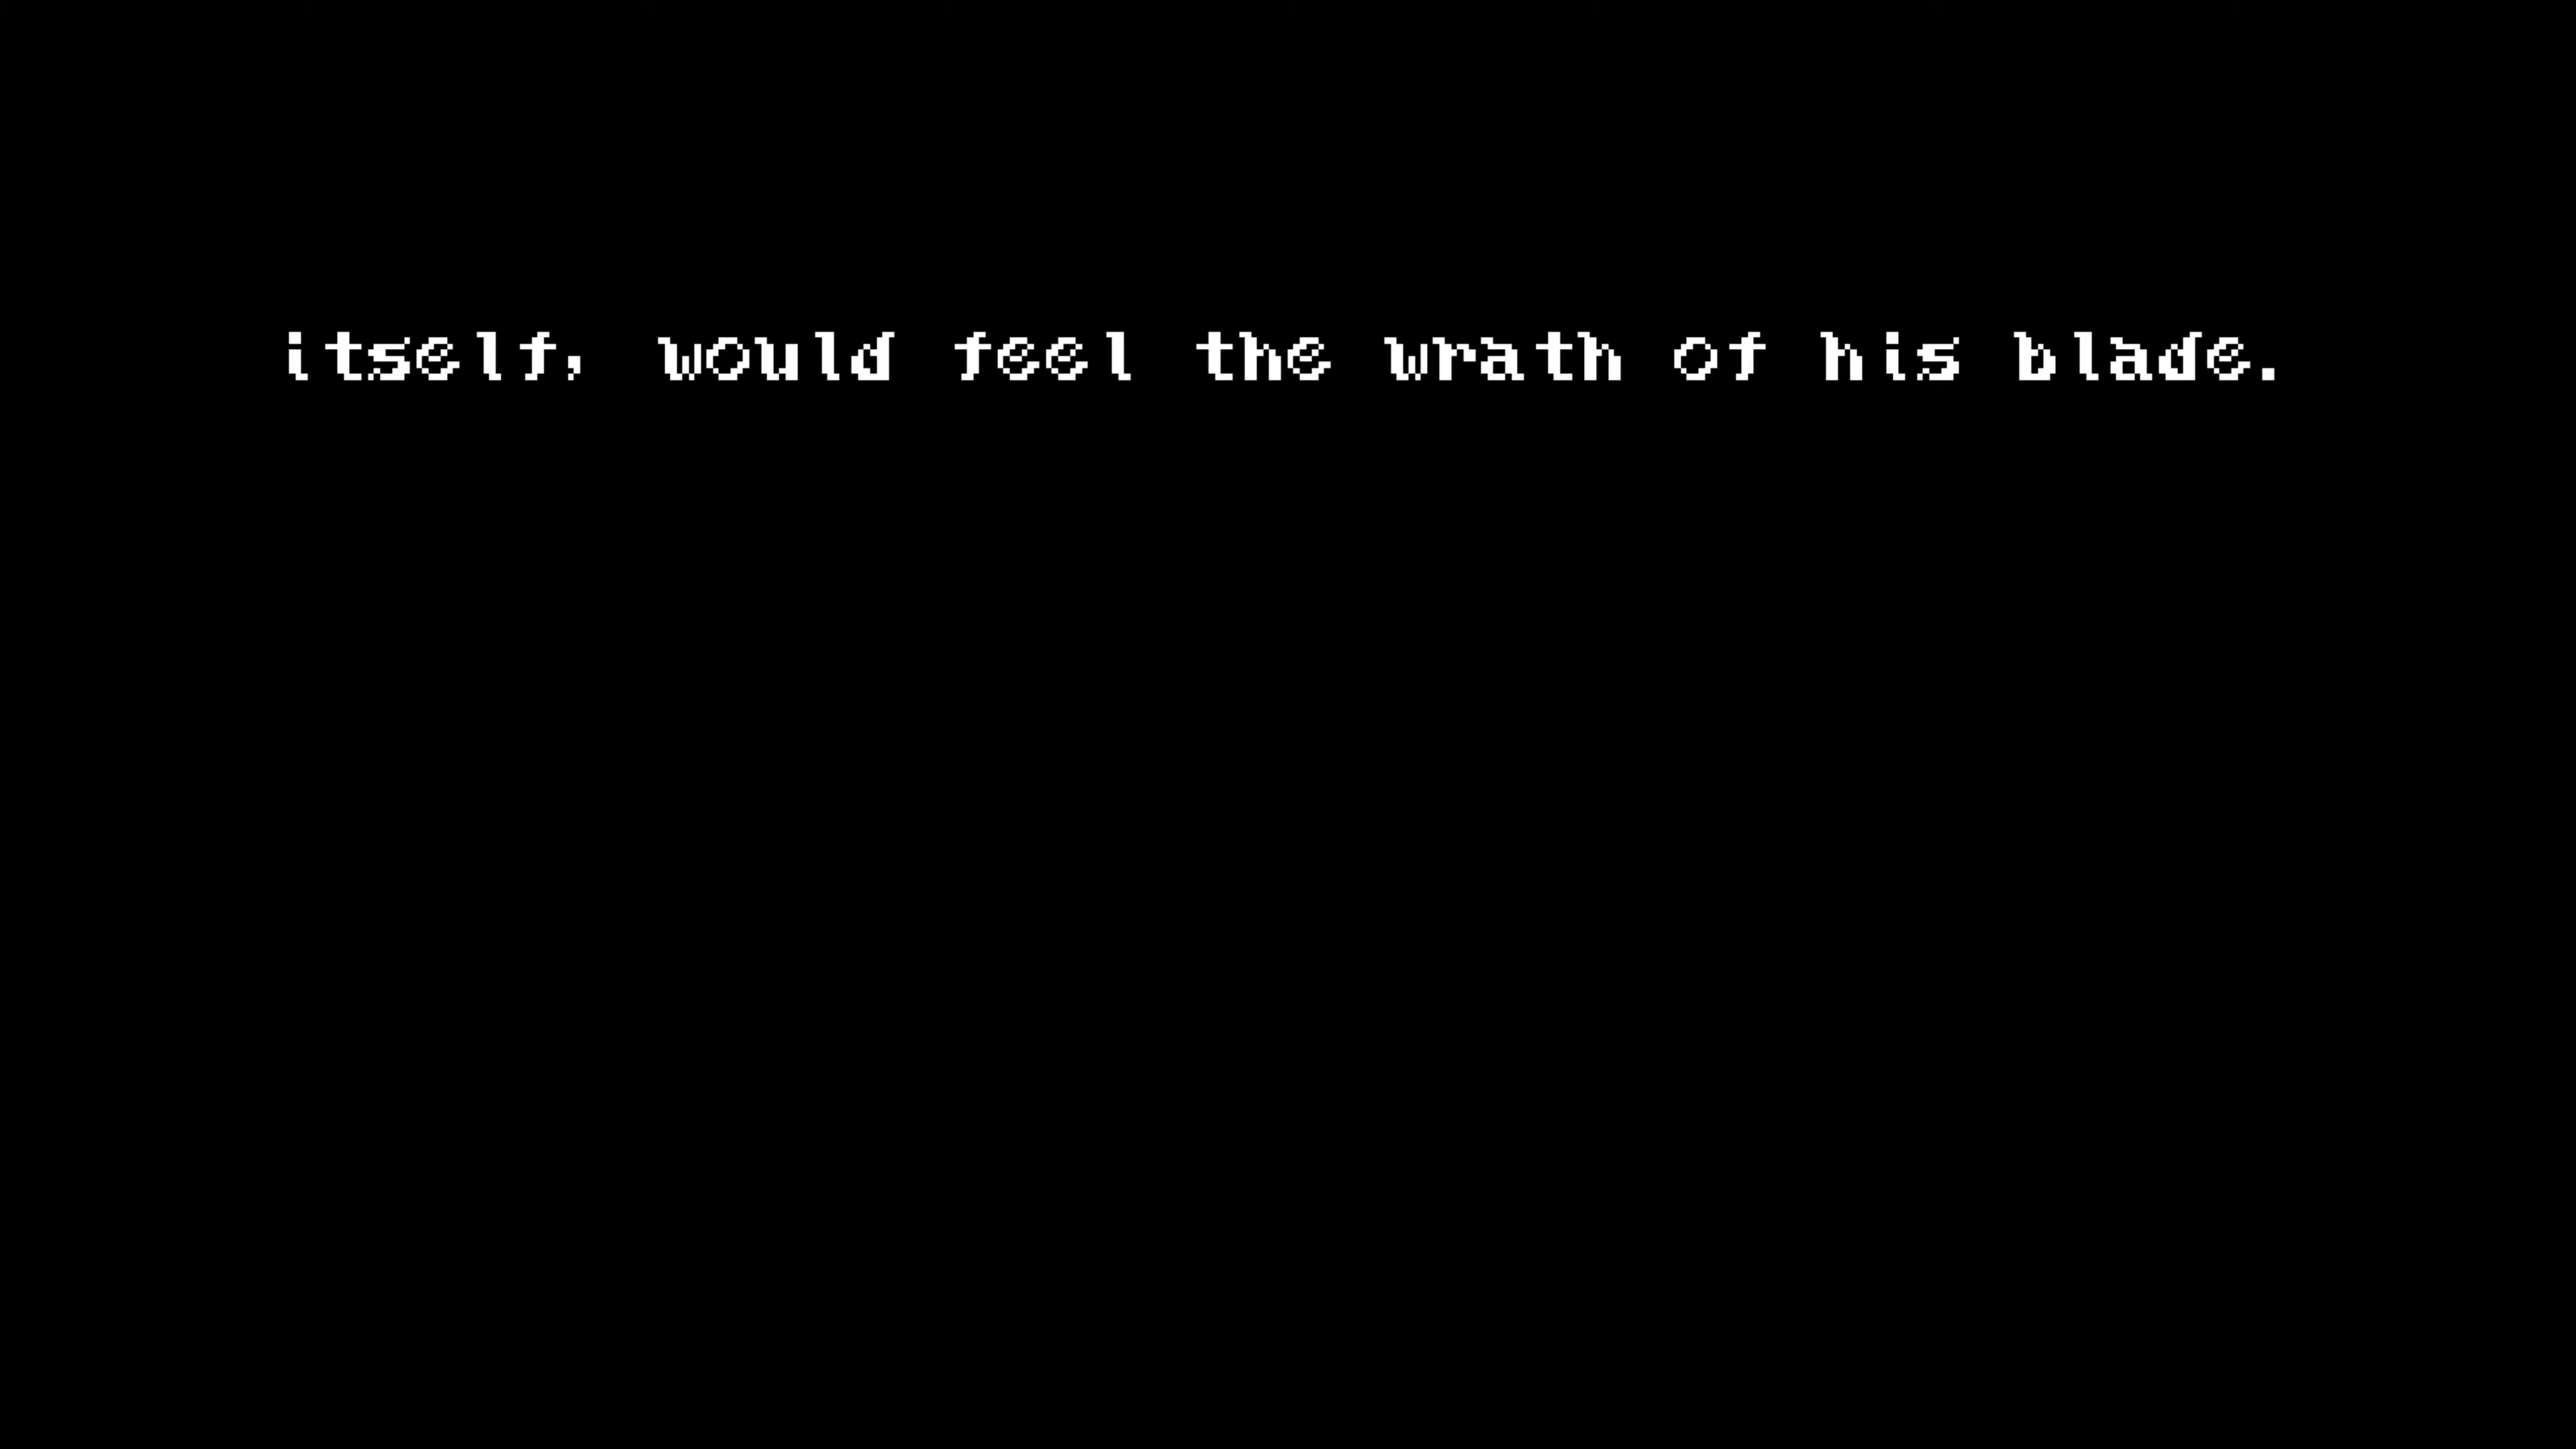 itself, would feel the wrath of his blade.